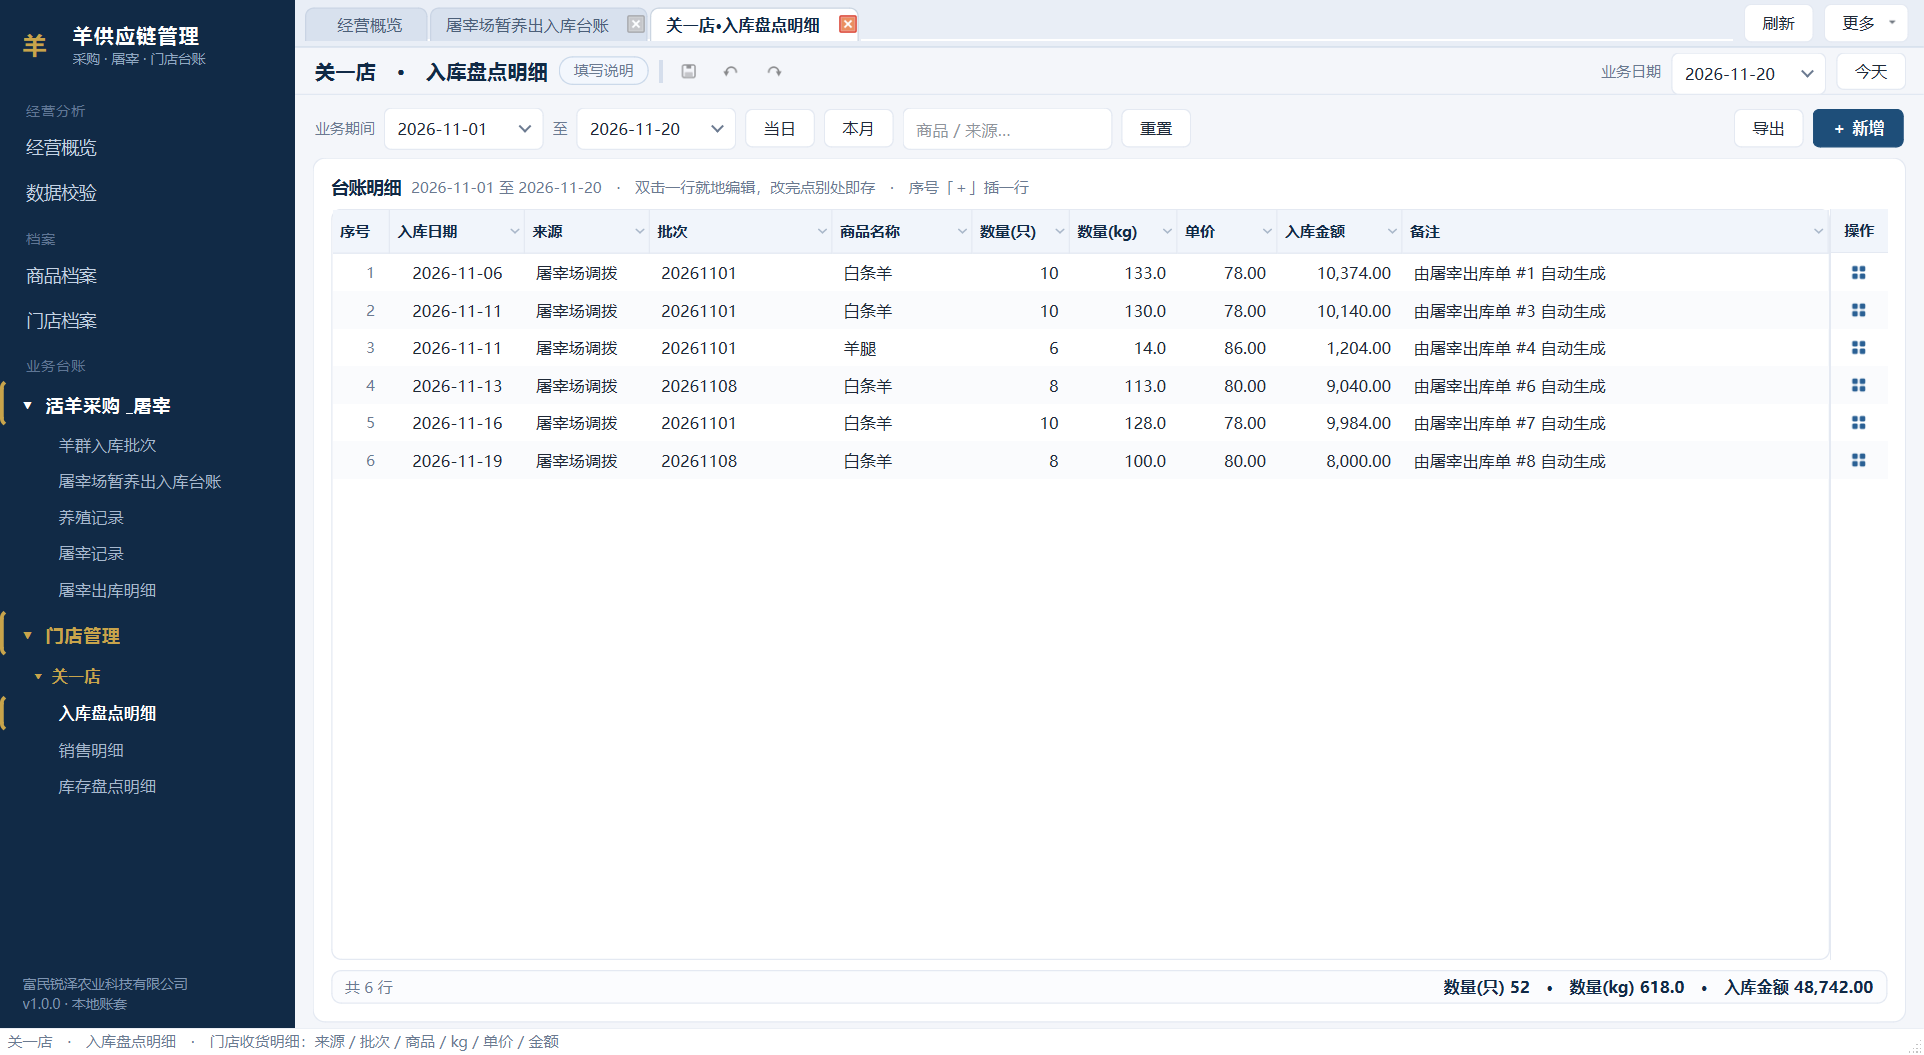 羊 羊供应链管理
采购 · 屠宰 · 门店台账
经营分析
经营概览
数据校验
档案
商品档案
门店档案
业务台账
活羊采购 _屠宰
羊群入库批次
屠宰场暂养出入库台账
养殖记录
屠宰记录
屠宰出库明细
门店管理
关一店
入库盘点明细
销售明细
库存盘点明细
富民锐泽农业科技有限公司
v1.0.0 · 本地账套
经营概览 屠宰场暂养出入库台账 关一店•入库盘点明细 刷新 更多
关一店 • 入库盘点明细 填写说明 业务日期 2026-11-20 今天
业务期间 2026-11-01 至 2026-11-20 当日 本月 商品 / 来源... 重置 导出 + 新增
台账明细 2026-11-01 至 2026-11-20 · 双击一行就地编辑，改完点别处即存 · 序号「+」插一行
序号 入库日期 来源 批次 商品名称 数量(只) 数量(kg) 单价 入库金额 备注 操作
1 2026-11-06 屠宰场调拨 20261101 白条羊 10 133.0 78.00 10,374.00 由屠宰出库单 #1 自动生成
2 2026-11-11 屠宰场调拨 20261101 白条羊 10 130.0 78.00 10,140.00 由屠宰出库单 #3 自动生成
3 2026-11-11 屠宰场调拨 20261101 羊腿 6 14.0 86.00 1,204.00 由屠宰出库单 #4 自动生成
4 2026-11-13 屠宰场调拨 20261108 白条羊 8 113.0 80.00 9,040.00 由屠宰出库单 #6 自动生成
5 2026-11-16 屠宰场调拨 20261101 白条羊 10 128.0 78.00 9,984.00 由屠宰出库单 #7 自动生成
6 2026-11-19 屠宰场调拨 20261108 白条羊 8 100.0 80.00 8,000.00 由屠宰出库单 #8 自动生成
共 6 行 数量(只) 52 • 数量(kg) 618.0 • 入库金额 48,742.00
关一店 · 入库盘点明细 · 门店收货明细：来源 / 批次 / 商品 / kg / 单价 / 金额